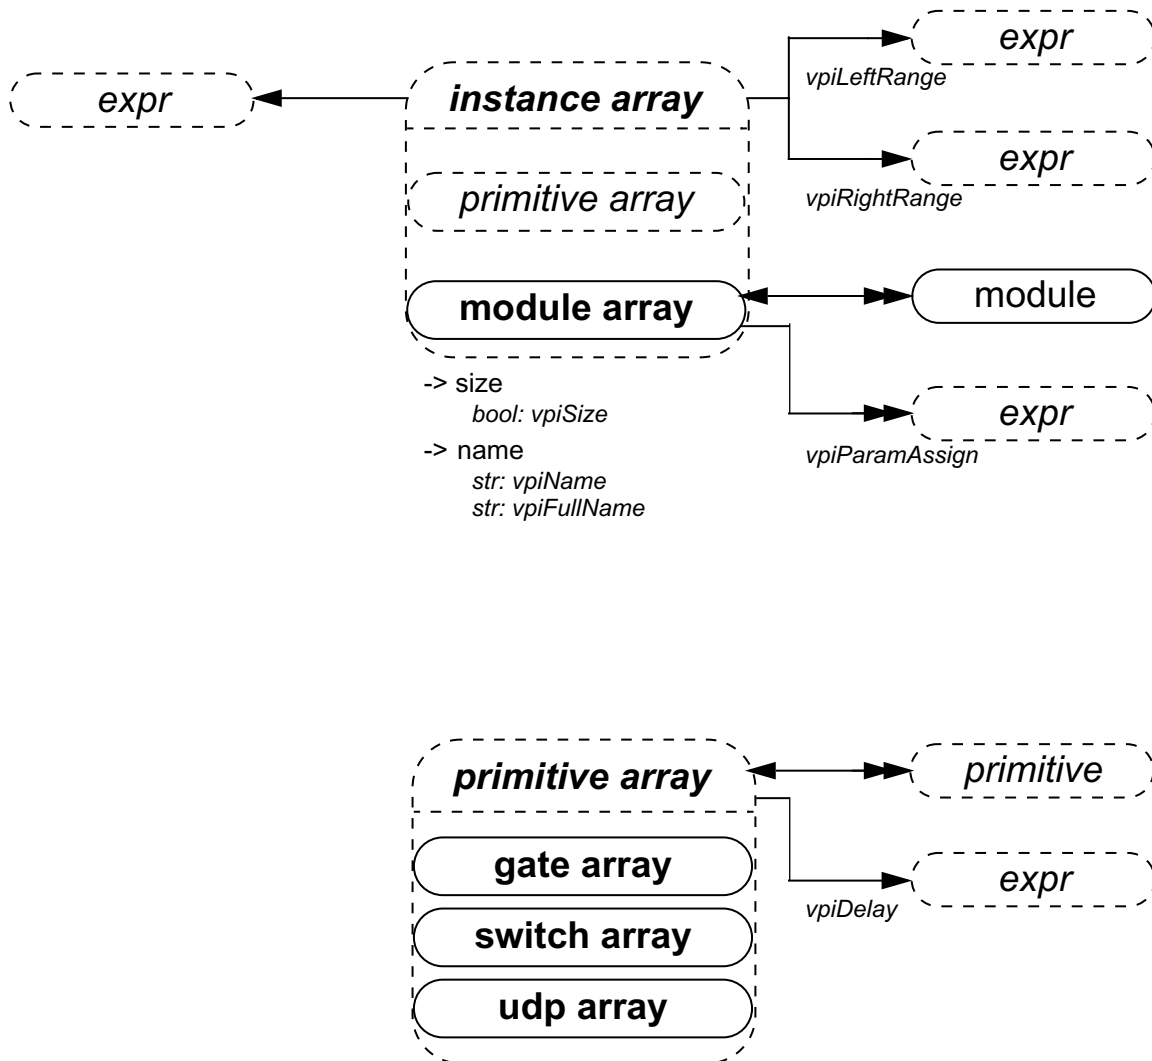 expr
instance array
expr
vpiLeftRange
expr
vpiRightRange
primitive array
module array
module
expr
vpiParamAssign
-> size
bool: vpiSize
-> name
str: vpiName
str: vpiFullName
primitive array
primitive
gate array
expr
vpiDelay
switch array
udp array